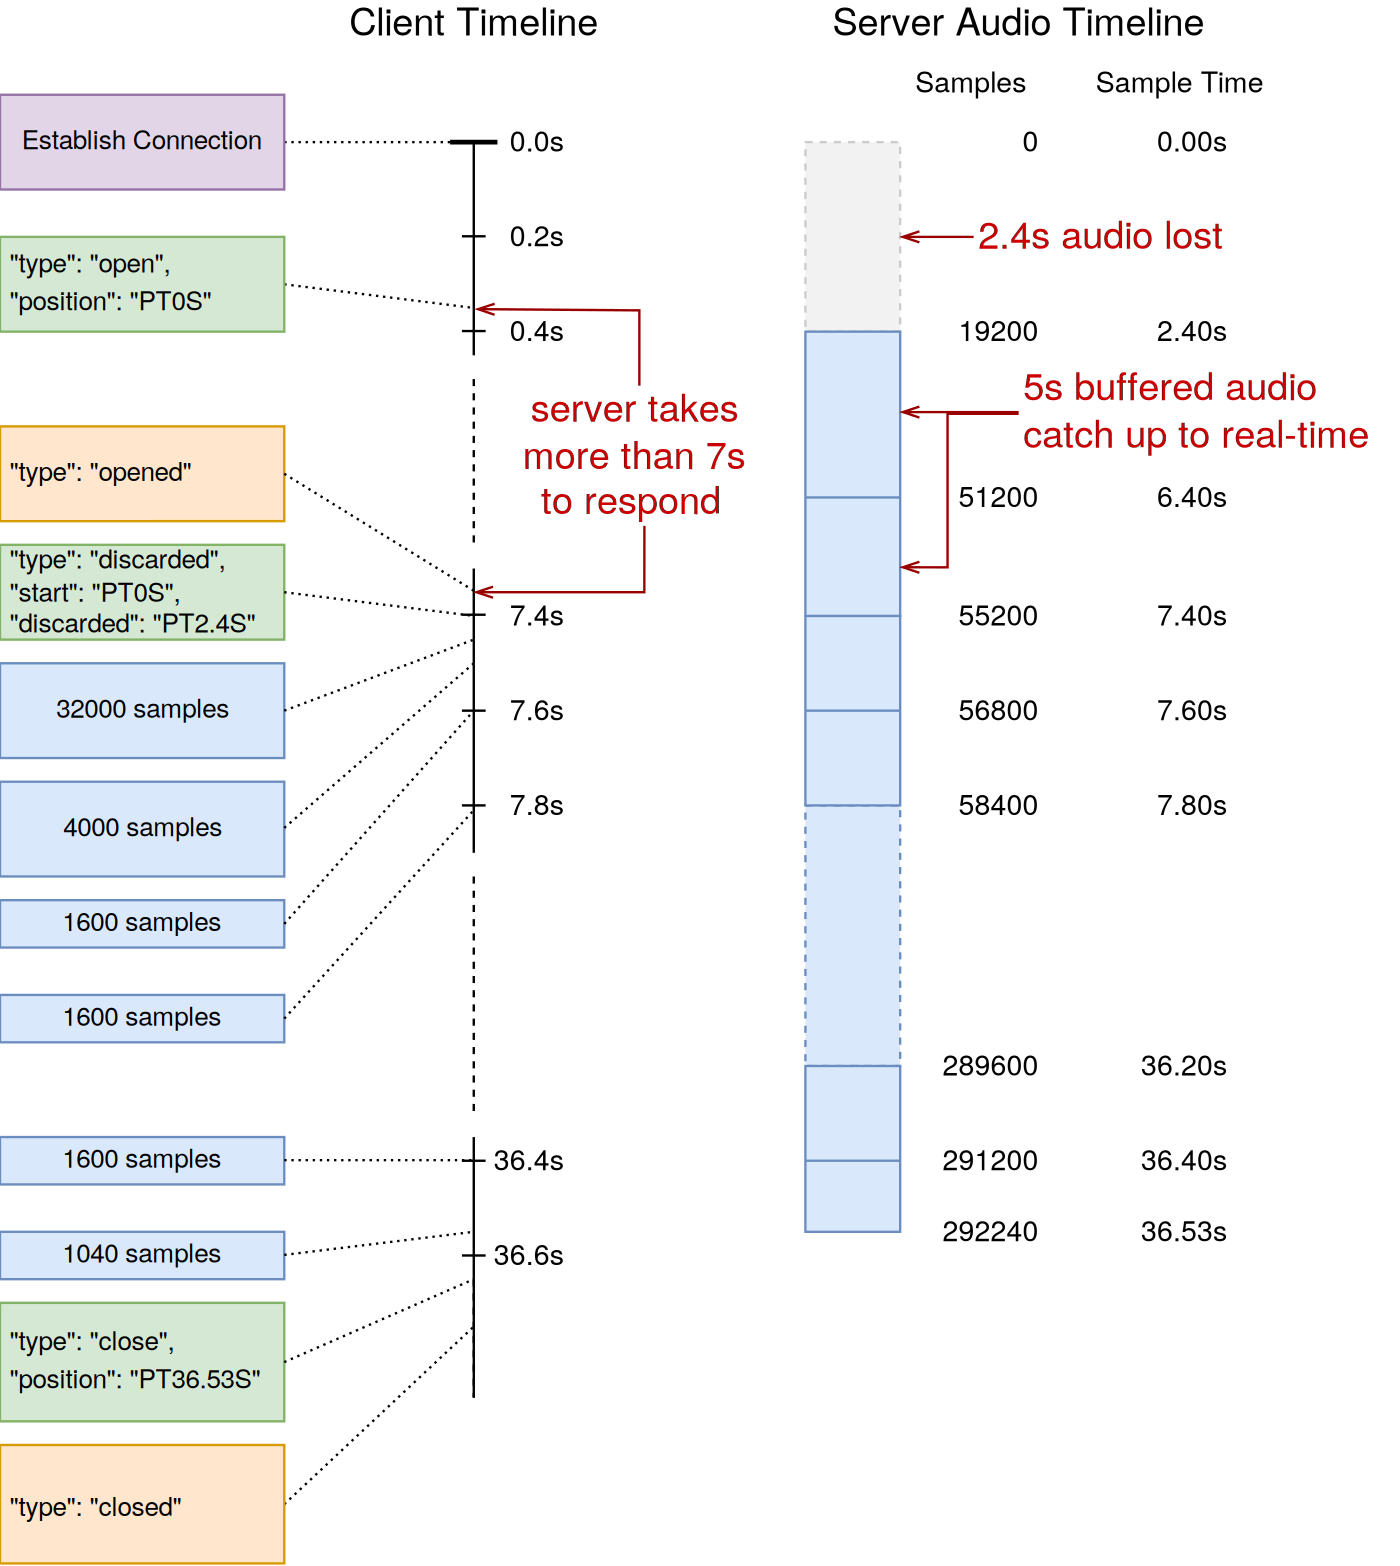 Client Timeline
Server Audio Timeline
Samples
Sample Time
Establish Connection
0.0s
0
0.00s
0.2s
2.4s audio lost
"type": "open",
"position": "PT0S"
0.4s
19200
2.40s
server takes
more than 7s
to respond
5s buffered audio
catch up to real-time
"type": "opened"
51200
6.40s
"type": "discarded",
"start": "PT0S",
"discarded": "PT2.4S"
7.4s
55200
7.40s
32000 samples
7.6s
56800
7.60s
4000 samples
7.8s
58400
7.80s
1600 samples
1600 samples
289600
36.20s
1600 samples
36.4s
291200
36.40s
1040 samples
36.6s
292240
36.53s
"type": "close",
"position": "PT36.53S"
"type": "closed"